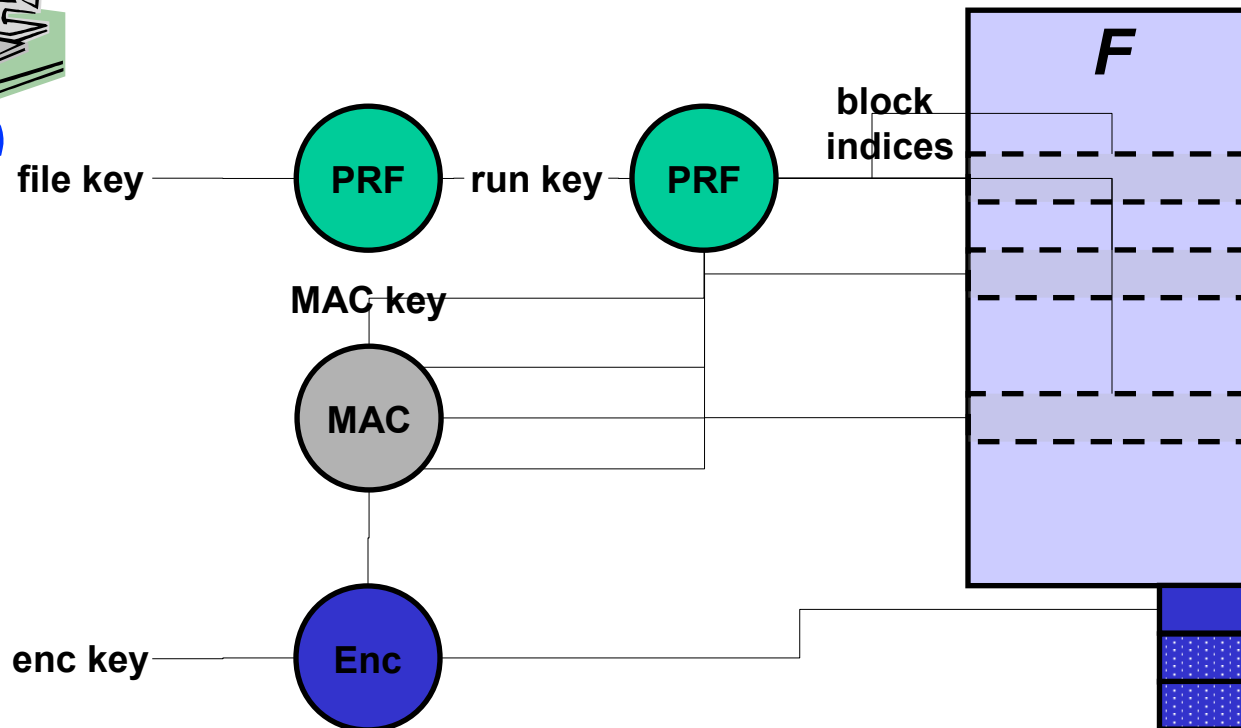 F
block
indices
file key
PRF
run key
PRF
MAC key
MAC
enc key
Enc